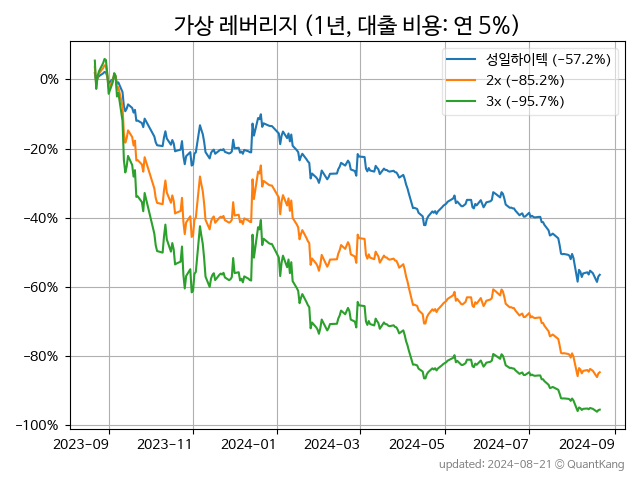 가상 레버리지 (1년, 대출 비용: 연 5%)
성일하이텍 (−57.2%)
2x (−85.2%)
3x (−95.7%)
0%
−20%
−40%
−60%
−80%
−100%
2023-09 2023-11 2024-01 2024-03 2024-05 2024-07 2024-09
updated: 2024-08-21 © QuantKang